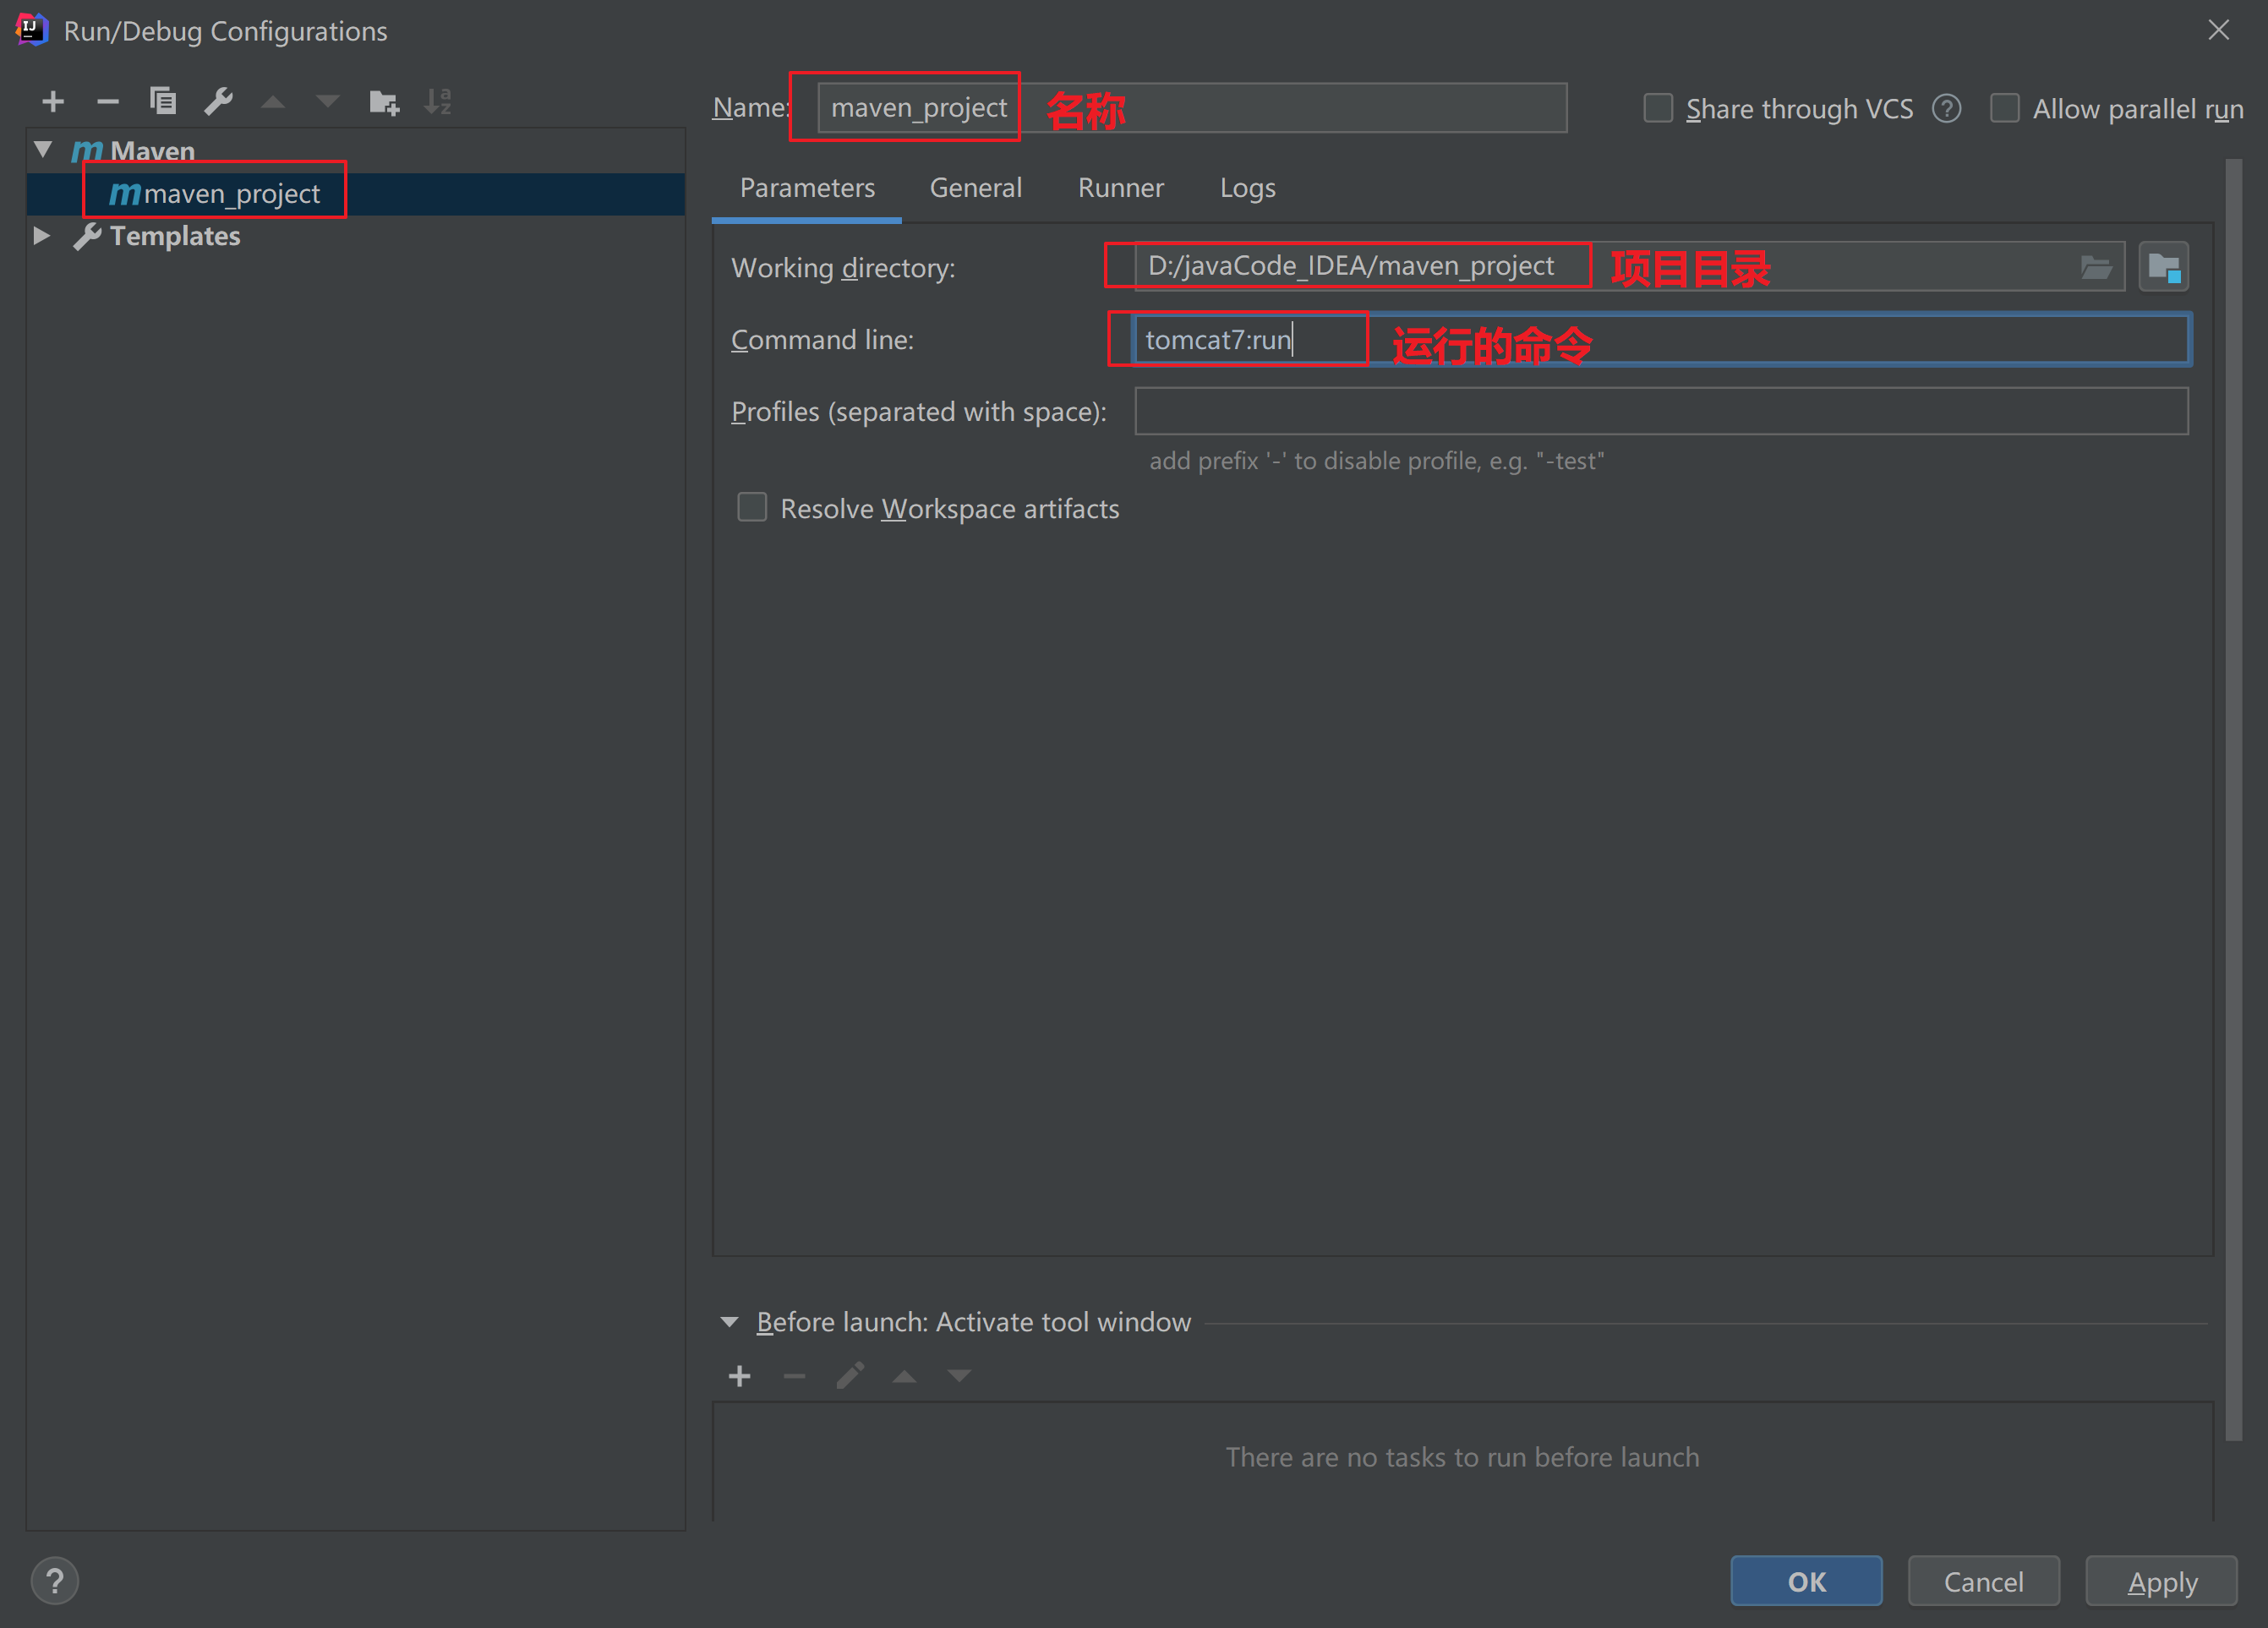 Run/Debug Configurations
Name: maven_project 名称
Share through VCS ? Allow parallel run
Maven
maven_project
Templates
Parameters General Runner Logs
Working directory: D:/javaCode_IDEA/maven_project 项目目录
Command line: tomcat7:run 运行的命令
Profiles (separated with space):
add prefix '-' to disable profile, e.g. "-test"
Resolve Workspace artifacts
Before launch: Activate tool window
There are no tasks to run before launch
? OK Cancel Apply